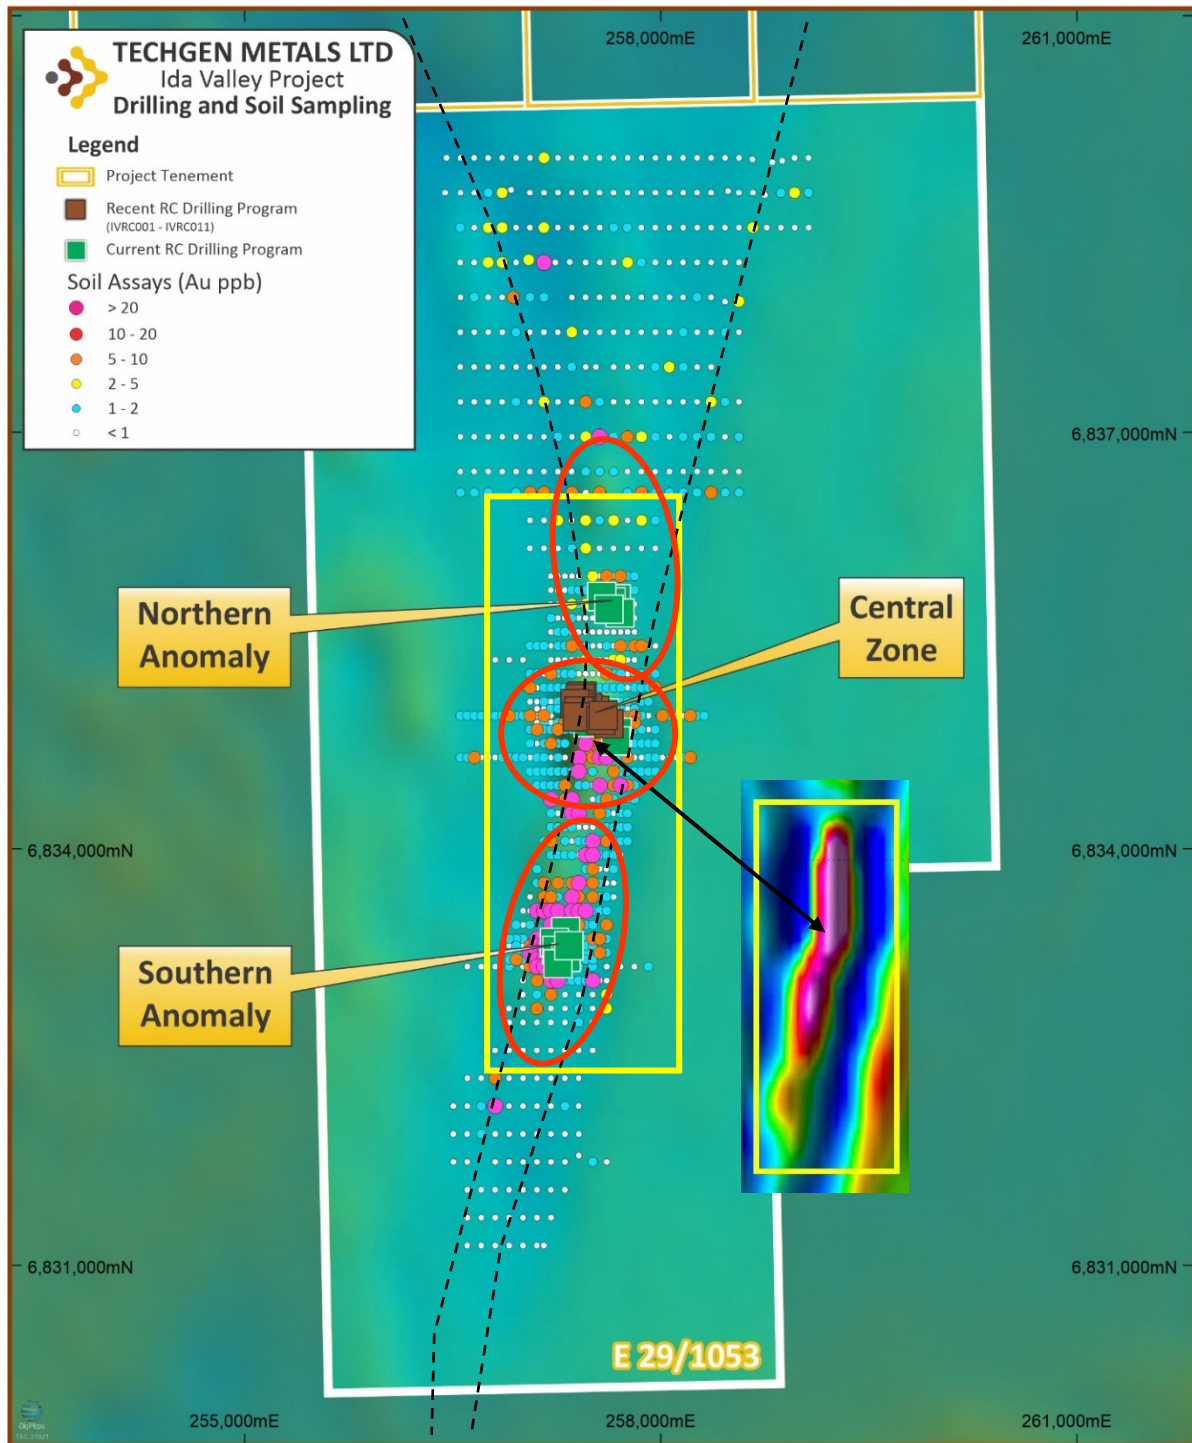 258,000mE
261,000mE
TECHGEN METALS LTD
Ida Valley Project
Drilling and Soil Sampling
Legend
Project Tenement
Recent RC Drilling Program
(IVRC001 - IVRC011)
Current RC Drilling Program
Soil Assays (Au ppb)
> 20
10 - 20
5 - 10
2 - 5
1 - 2
< 1
6,837,000mN
Northern
Anomaly
Central
Zone
6,834,000mN
6,834,000mN
Southern
Anomaly
6,831,000mN
6,831,000mN
E 29/1053
255,000mE
258,000mE
261,000mE